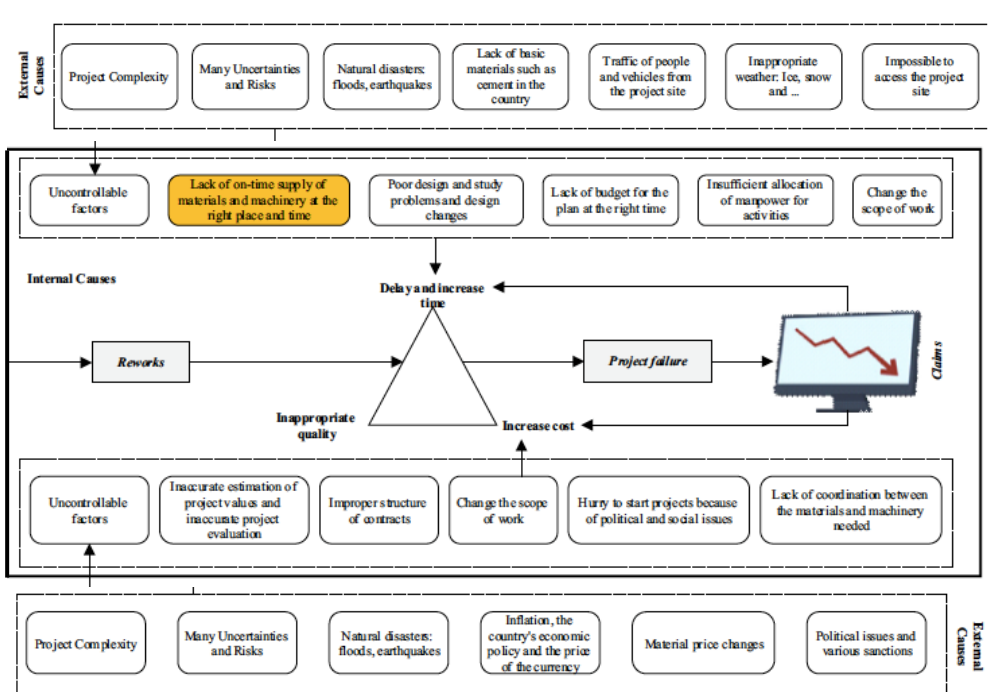 External
Causes
Project Complexity
Many Uncertainties
and Risks
Natural disasters:
floods, earthquakes
Lack of basic
materials such as
cement in the
country
Traffic of people
and vehicles from
the project site
Inappropriate
weather: Ice, snow
and ...
Impossible to
access the project
site
Uncontrollable
factors
Lack of on-time supply of
materials and machinery at the
right place and time
Poor design and study
problems and design
changes
Lack of budget for the
plan at the right time
Insufficient allocation
of manpower for
activities
Change the
scope of work
Internal Causes
Delay and increase
time
Reworks
Project failure
Claims
Inappropriate
quality
Increase cost
Uncontrollable
factors
Inaccurate estimation of
project values and
inaccurate project
evaluation
Improper structure
of contracts
Change the scope
of work
Hurry to start projects because
of political and social issues
Lack of coordination between
the materials and machinery
needed
Project Complexity
Many Uncertainties
and Risks
Natural disasters:
floods, earthquakes
Inflation, the
country's economic
policy and the price
of the currency
Material price changes
Political issues and
various sanctions
External
Causes